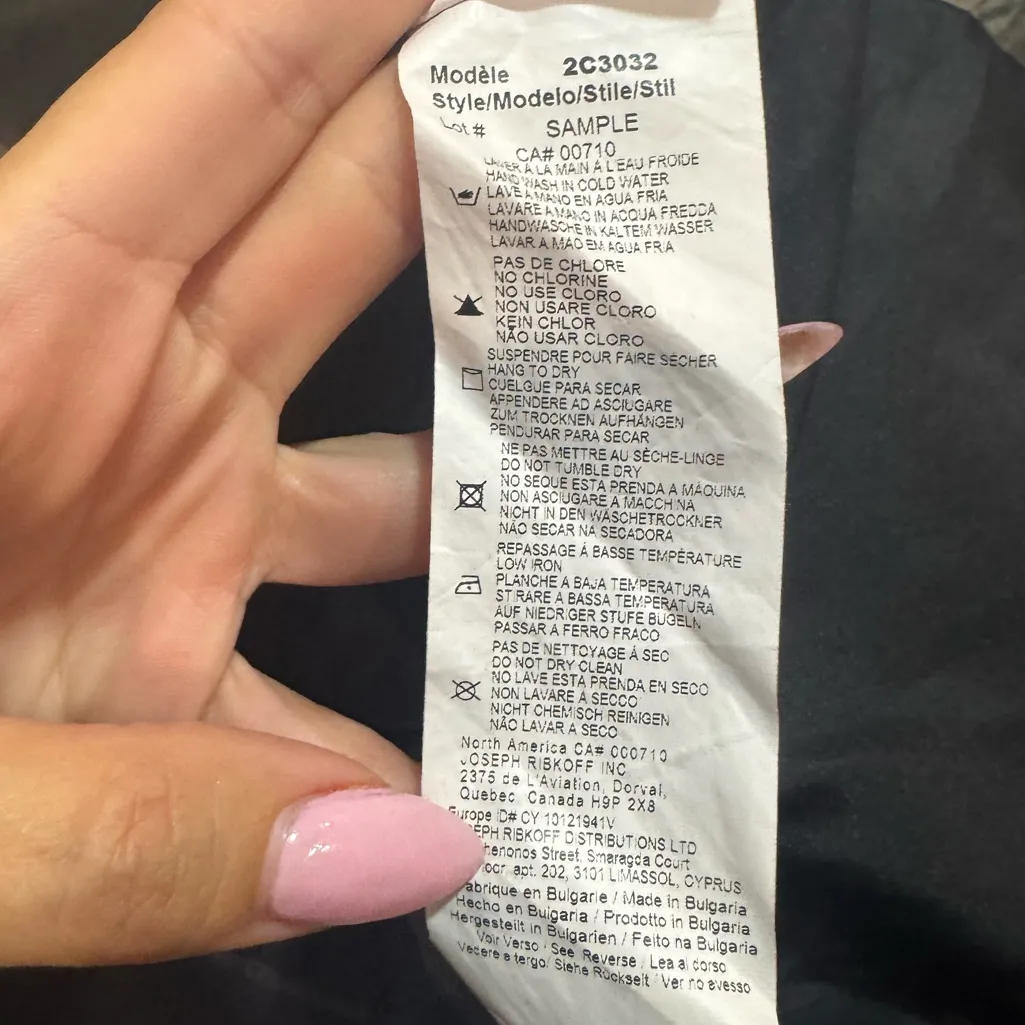 Modèle 2C3032
Style/Modelo/Stile/Stil
Lot # SAMPLE
CA# 00710
LAVER À LA MAIN À L'EAU FROIDE
HAND WASH IN COLD WATER
LAVE A MANO EN AGUA FRIA
LAVARE A MANO IN ACQUA FREDDA
HANDWASCHE IN KALTEM WASSER
LAVAR A MAO EM AGUA FRIA
PAS DE CHLORE
NO CHLORINE
NO USE CLORO
NON USARE CLORO
KEIN CHLOR
NÃO USAR CLORO
SUSPENDRE POUR FAIRE SÉCHER
HANG TO DRY
CUELGUE PARA SECAR
APPENDERE AD ASCIUGARE
ZUM TROCKNEN AUFHÄNGEN
PENDURAR PARA SECAR
NE PAS METTRE AU SÈCHE-LINGE
DO NOT TUMBLE DRY
NO SEQUE ESTA PRENDA A MÁQUINA
NON ASCIUGARE A MACCHINA
NICHT IN DEN WÄSCHETROCKNER
NÃO SECAR NA SECADORA
REPASSAGE À BASSE TEMPÉRATURE
LOW IRON
PLANCHE A BAJA TEMPERATURA
STIRARE A BASSA TEMPERATURA
AUF NIEDRIGER STUFE BÜGELN
PASSAR A FERRO FRACO
PAS DE NETTOYAGE À SEC
DO NOT DRY CLEAN
NO LAVE ESTA PRENDA EN SECO
NON LAVARE A SECCO
NICHT CHEMISCH REINIGEN
NÃO LAVAR A SECO
North America CA# 000710
JOSEPH RIBKOFF INC
2375 de L'Aviation, Dorval,
Quebec, Canada H9P 2X8
Europe ID# CY 10121941V
RIBKOFF DISTRIBUTIONS LTD
Street, Smaragda Court
apt. 202, 3101 LIMASSOL, CYPRUS
Fabrique en Bulgarie / Made in Bulgaria
Hecho en Bulgaria / Prodotto in Bulgaria
Hergestellt in Bulgarien / Feito na Bulgaria
Voir Verso / See Reverse / Lea al dorso
Vedere a tergo/ Siehe Rückseit / Ver no avesso